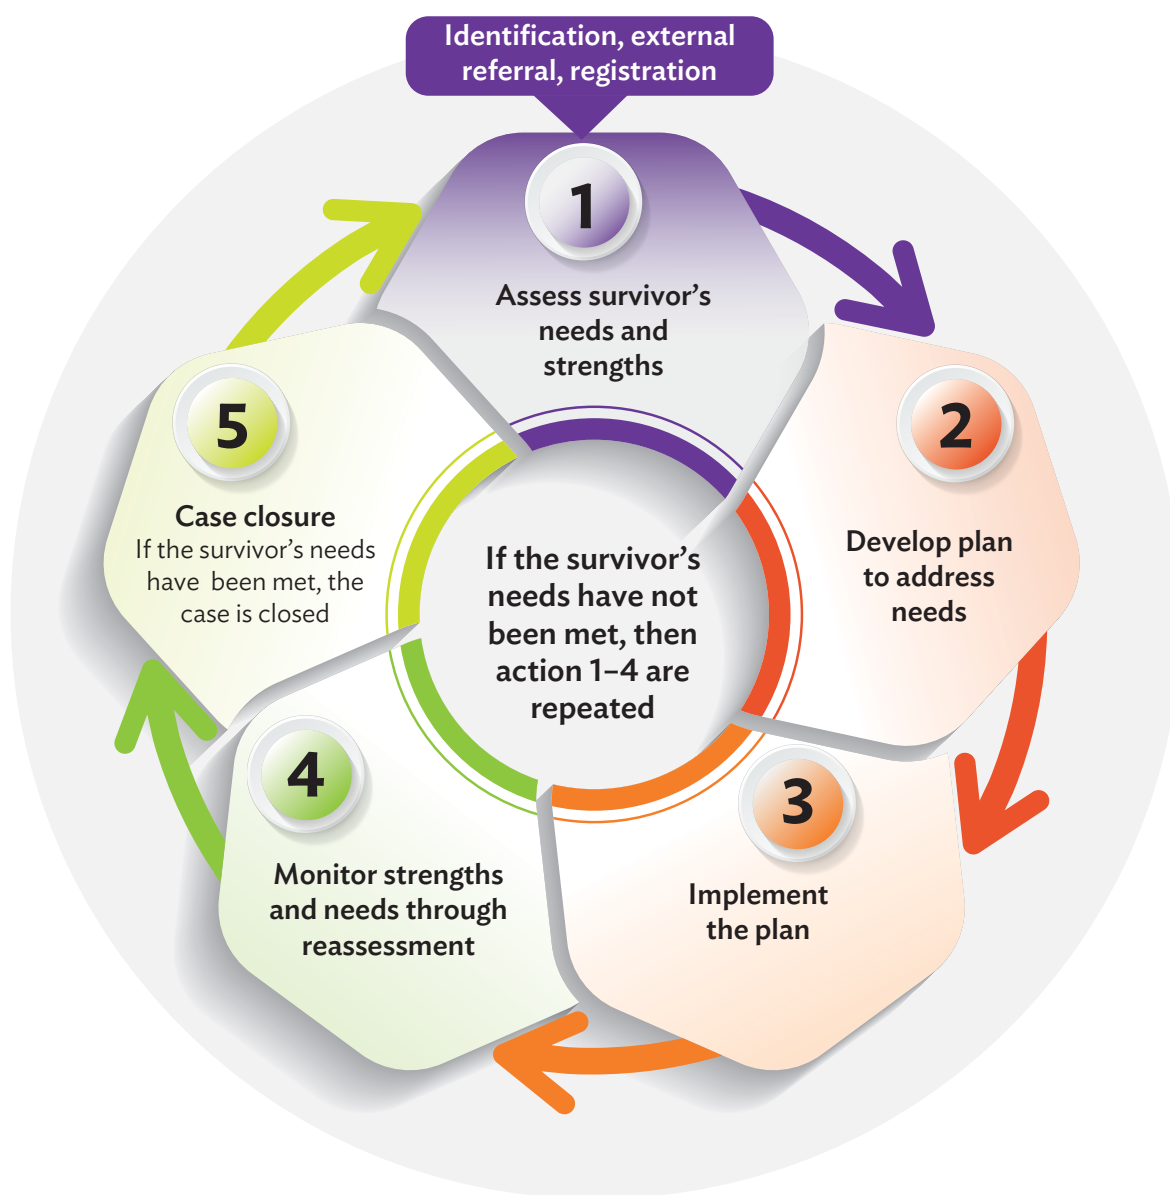 Identification, external
referral, registration
1
Assess survivor's
needs and
strengths
2
Develop plan
to address
needs
3
Implement
the plan
4
Monitor strengths
and needs through
reassessment
5
Case closure
If the survivor's needs
have been met, the
case is closed
If the survivor's
needs have not
been met, then
action 1–4 are
repeated